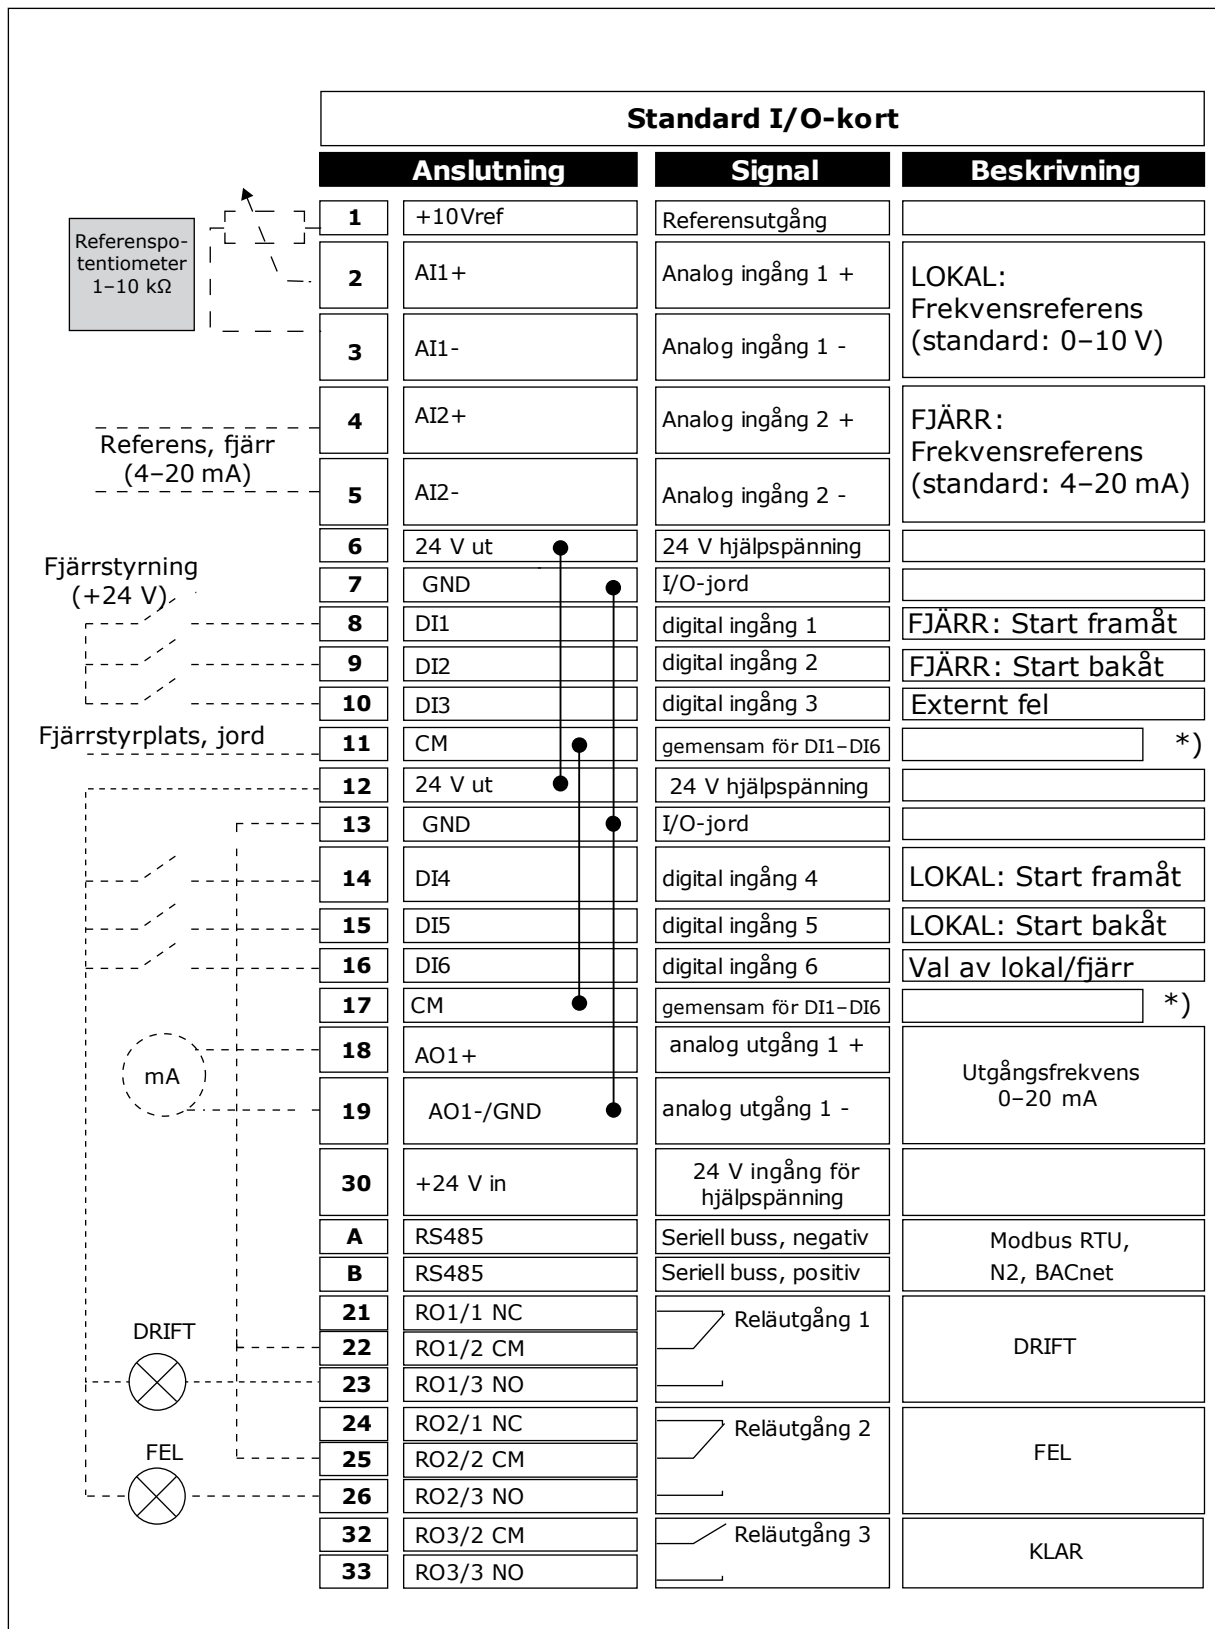 Standard I/O-kort
Anslutning Signal Beskrivning
Referenspo-
tentiometer
1–10 kΩ
1 +10Vref Referensutgång
2 AI1+ Analog ingång 1 +
3 AI1- Analog ingång 1 -
LOKAL:
Frekvensreferens
(standard: 0–10 V)
Referens, fjärr
(4–20 mA)
4 AI2+ Analog ingång 2 +
5 AI2- Analog ingång 2 -
FJÄRR:
Frekvensreferens
(standard: 4–20 mA)
6 24 V ut 24 V hjälpspänning
Fjärrstyrning
(+24 V)
7 GND I/O-jord
8 DI1 digital ingång 1 FJÄRR: Start framåt
9 DI2 digital ingång 2 FJÄRR: Start bakåt
10 DI3 digital ingång 3 Externt fel
Fjärrstyrplats, jord
11 CM gemensam för DI1–DI6 *)
12 24 V ut 24 V hjälpspänning
13 GND I/O-jord
14 DI4 digital ingång 4 LOKAL: Start framåt
15 DI5 digital ingång 5 LOKAL: Start bakåt
16 DI6 digital ingång 6 Val av lokal/fjärr
17 CM gemensam för DI1–DI6 *)
mA
18 AO1+ analog utgång 1 +
19 AO1-/GND analog utgång 1 -
Utgångsfrekvens
0–20 mA
30 +24 V in 24 V ingång för
hjälpspänning
A RS485 Seriell buss, negativ
B RS485 Seriell buss, positiv
Modbus RTU,
N2, BACnet
21 RO1/1 NC Reläutgång 1
DRIFT
22 RO1/2 CM DRIFT
23 RO1/3 NO
24 RO2/1 NC Reläutgång 2
FEL
25 RO2/2 CM FEL
26 RO2/3 NO
32 RO3/2 CM Reläutgång 3
33 RO3/3 NO
KLAR